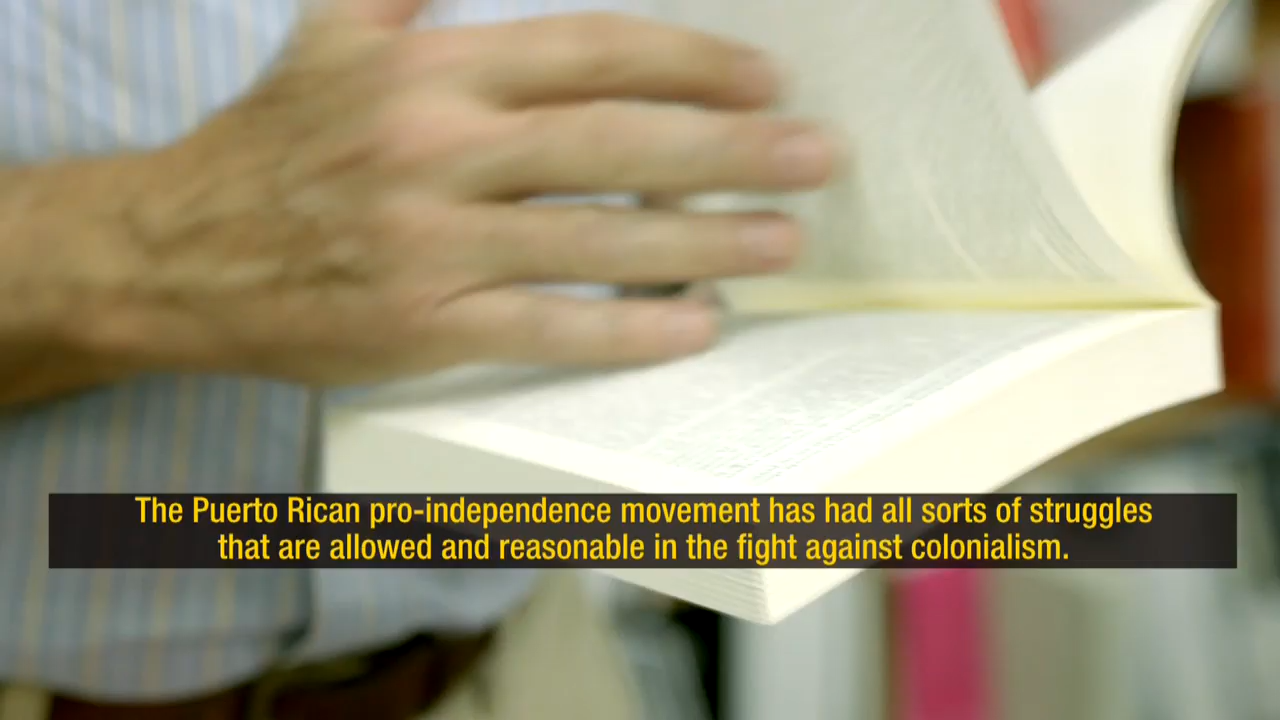 The Puerto Rican pro-independence movement has had all sorts of struggles
that are allowed and reasonable in the fight against colonialism.